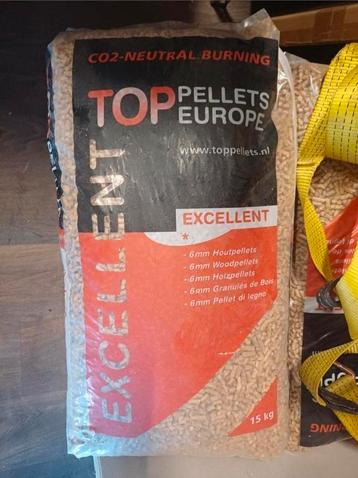 CO2-NEUTRAL BURNING
TOP PELLETS
EUROPE
www.toppellets.nl
EXCELLENT
EXCELLENT
*
- 6mm Houtpellets
- 6mm Woodpellets
- 6mm Holzpellets
- 6mm Granulés de Bois
- 6mm Pellet di legno
15 kg
BURNING